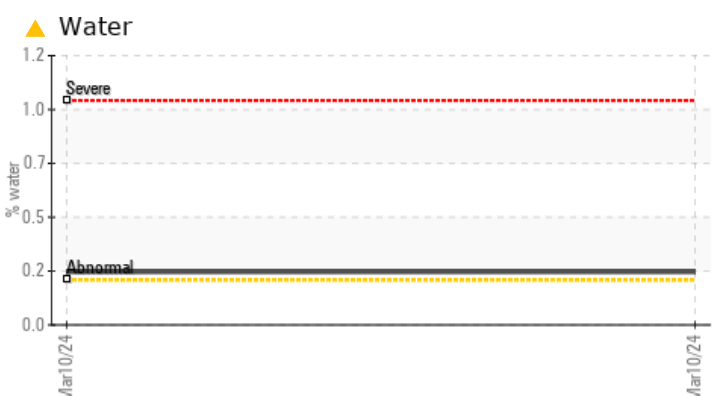 Water
1.2
Severe
1.0
0.7
% water
0.5
Abnormal
0.2
0.0
Mar10/24
Mar10/24